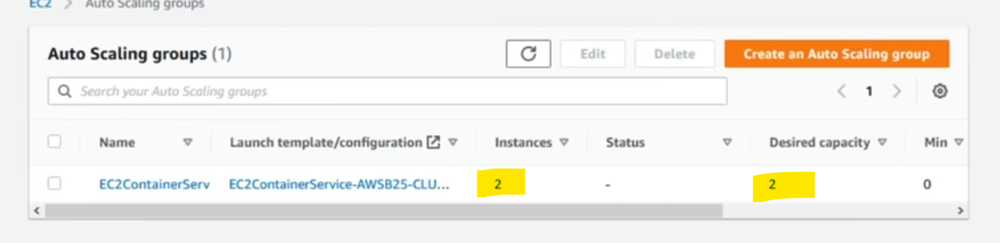 EC2 > Auto Scaling groups
Auto Scaling groups (1)
Edit
Delete
Create an Auto Scaling group
Search your Auto Scaling groups
1
Name Launch template/configuration Instances Status Desired capacity Min
EC2ContainerServ EC2ContainerService-AWSB25-CLU... 2 - 2 0